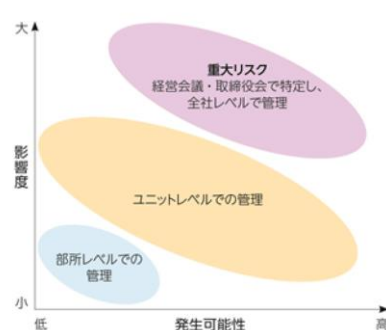 大
重大リスク
経営会議・取締役会で特定し、
全社レベルで管理
影響度
ユニットレベルでの管理
部所レベルでの
管理
小
低
発生可能性
高